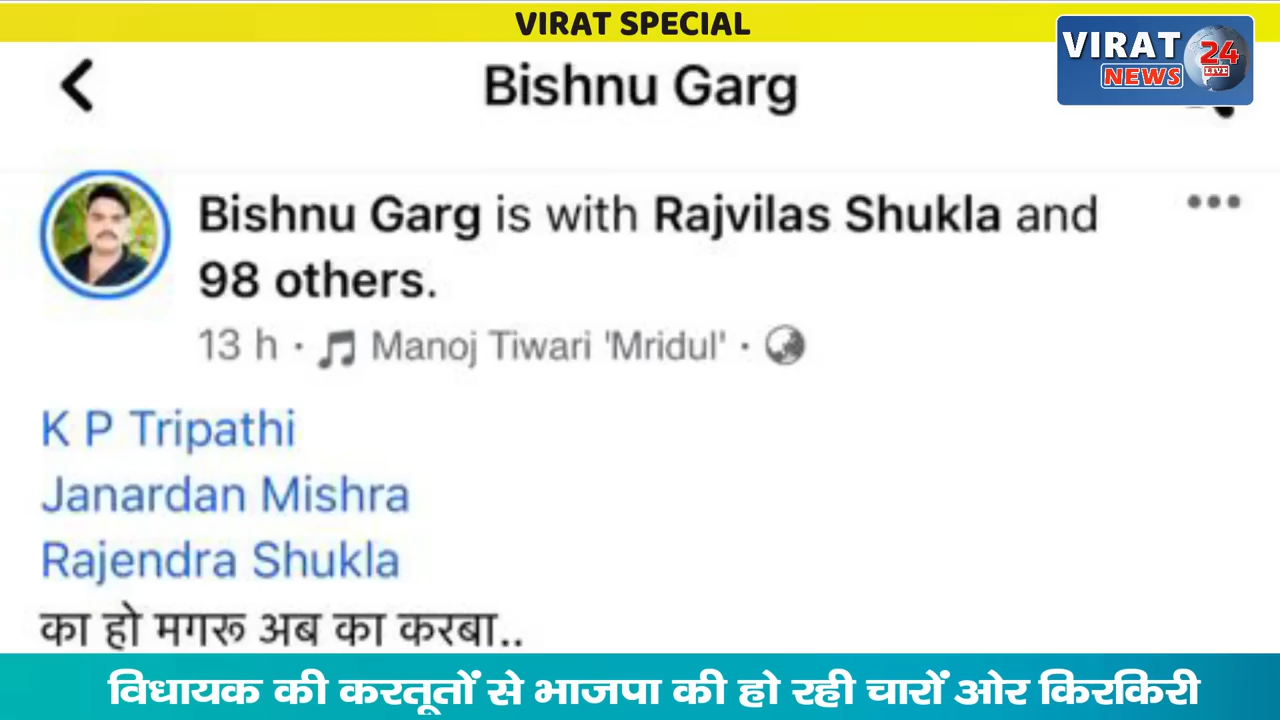 VIRAT SPECIAL
VIRAT
24
NEWS
LIVE
Bishnu Garg
Bishnu Garg is with Rajvilas Shukla and
98 others.
13 h · Manoj Tiwari 'Mridul' ·
K P Tripathi
Janardan Mishra
Rajendra Shukla
का हो मगरू अब का करबा..
विधायक की करतूतों से भाजपा की हो रही चारों ओर किरकिरी